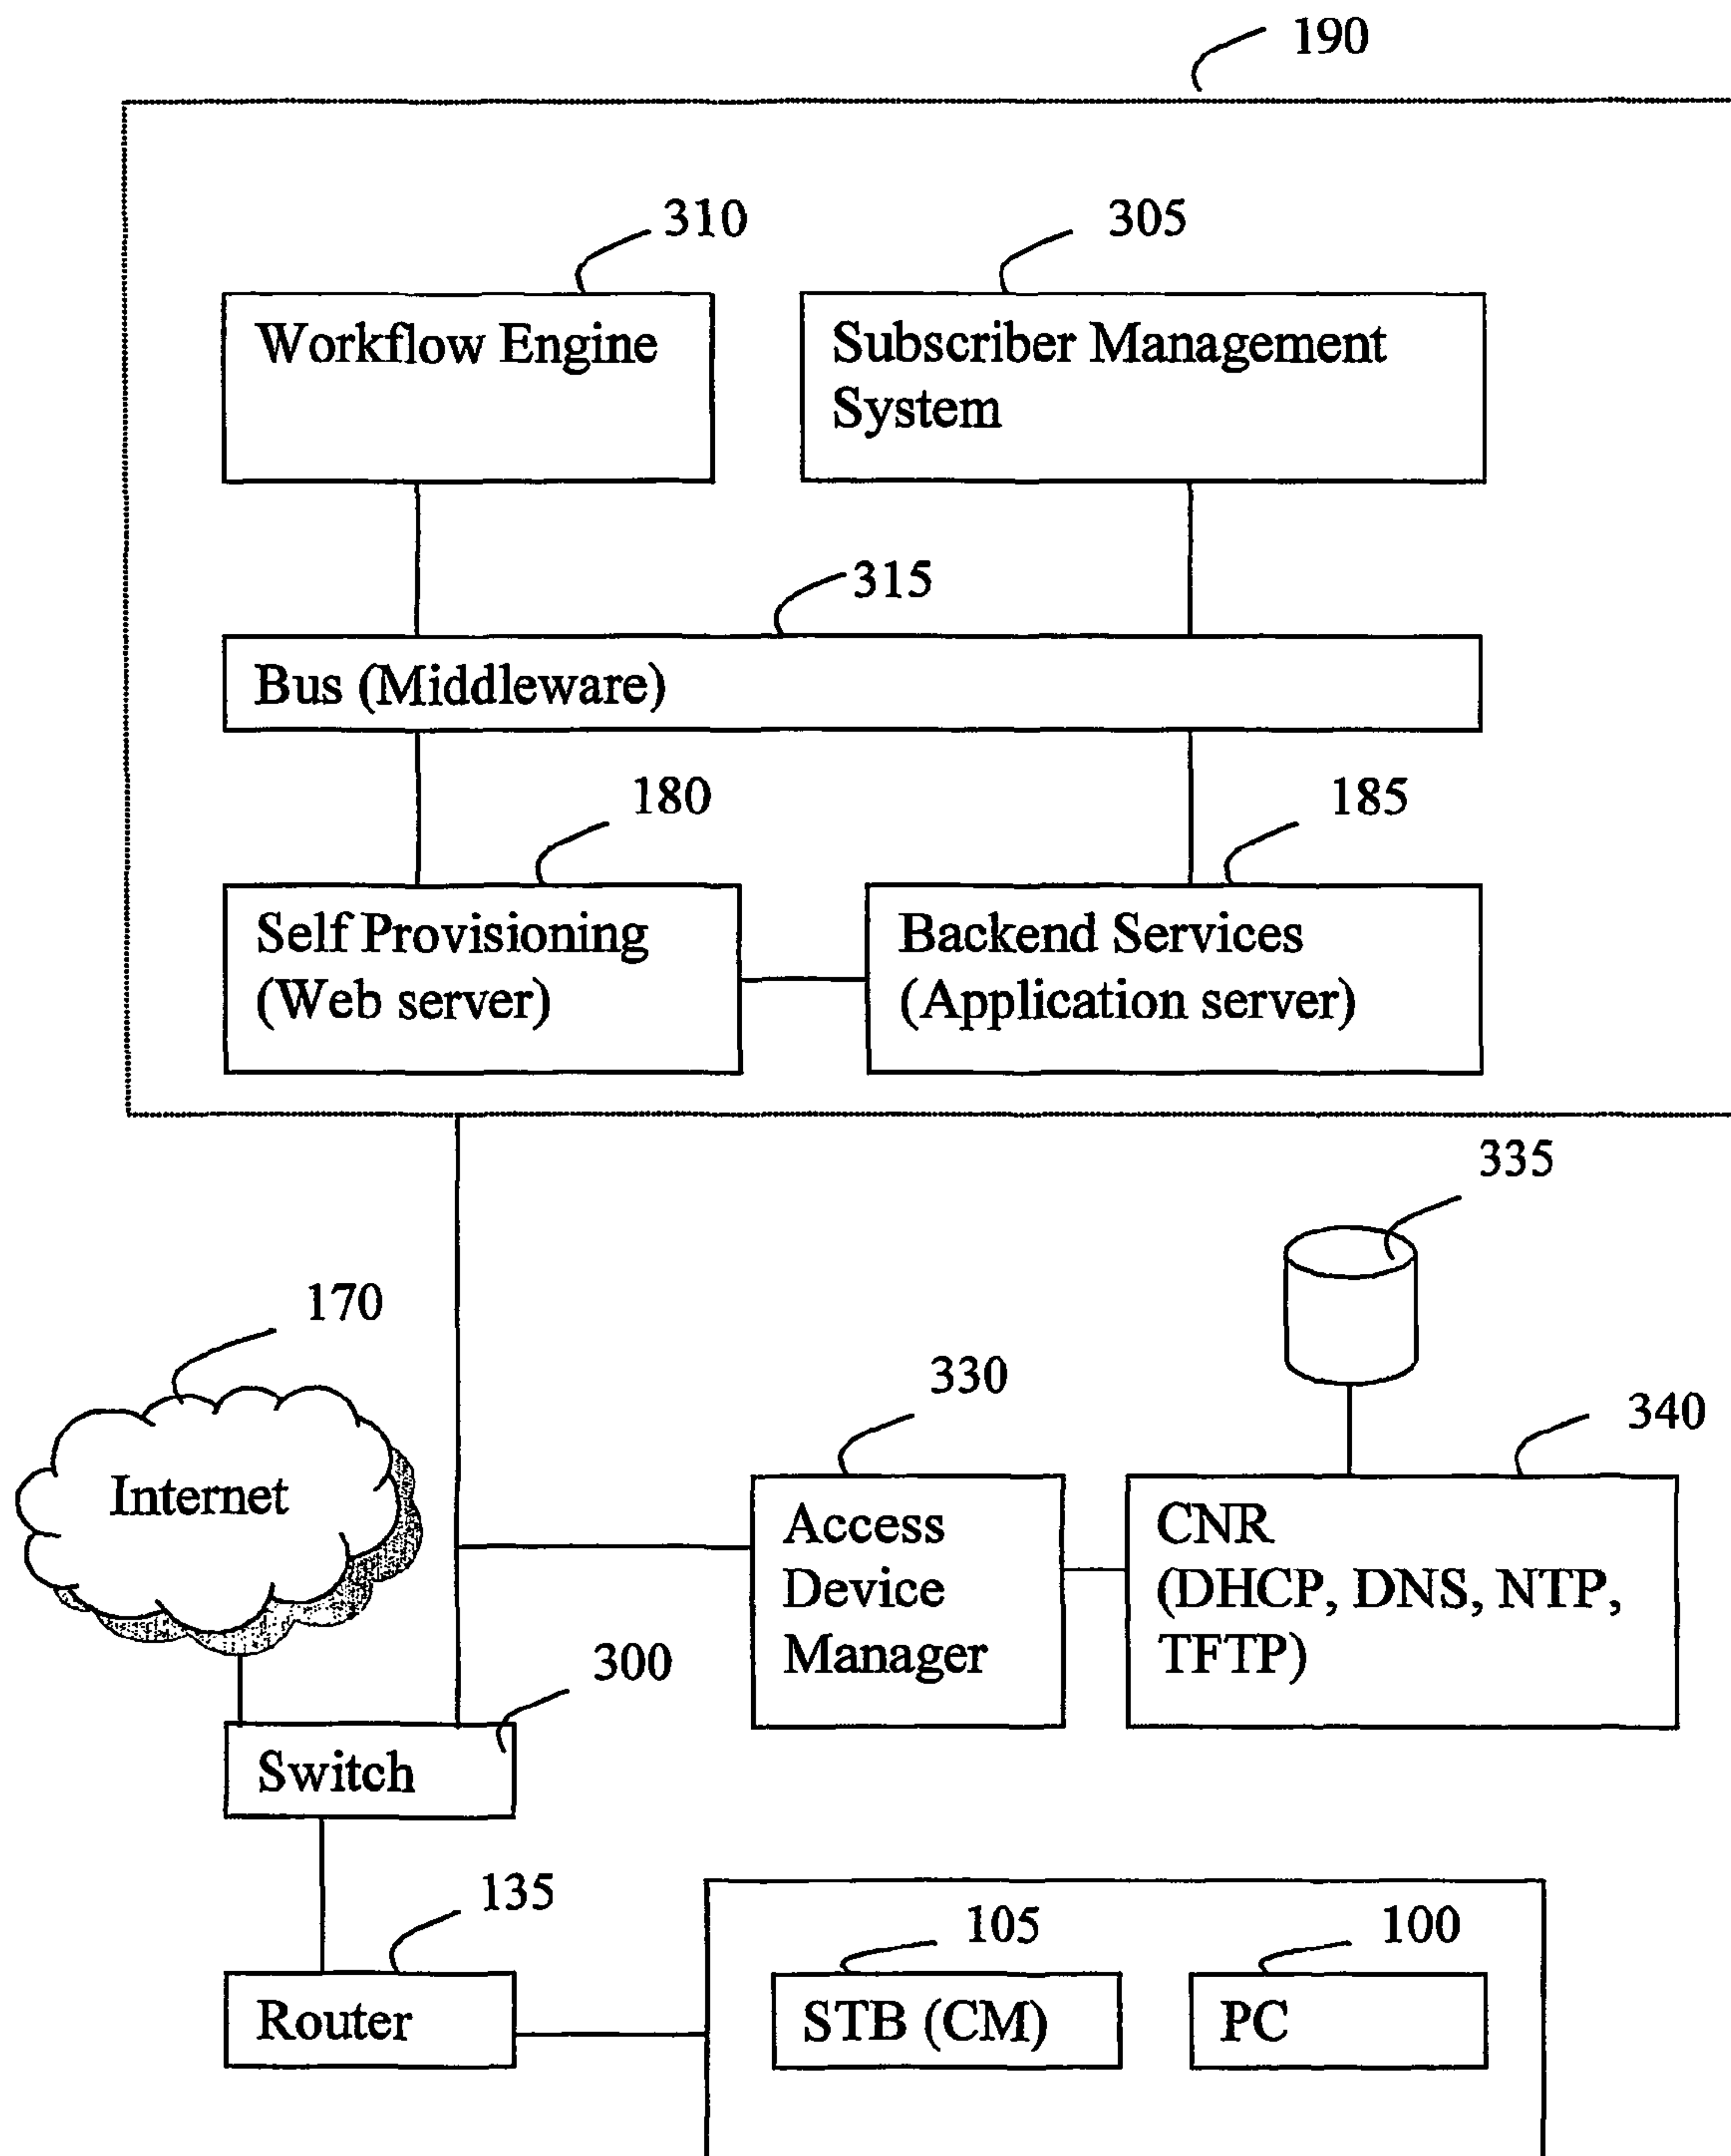 190
310
305
Workflow Engine
Subscriber Management
System
315
Bus (Middleware)
180
185
Self Provisioning
(Web server)
Backend Services
(Application server)
335
170
330
340
Internet
Access
Device
Manager
CNR
(DHCP, DNS, NTP,
TFTP)
300
Switch
135
105
100
Router
STB (CM)
PC